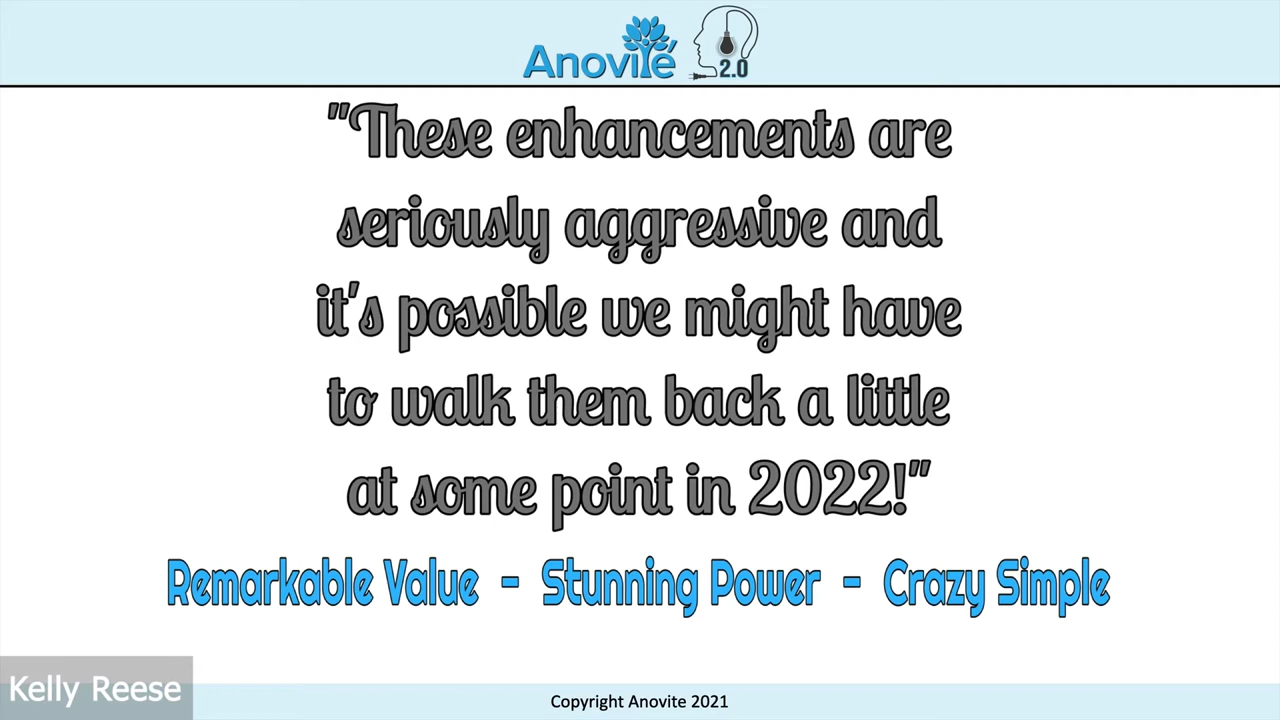 Anovité 2.0
"These enhancements are
seriously aggressive and
it's possible we might have
to walk them back a little
at some point in 2022!"
Remarkable Value - Stunning Power - Crazy Simple
Kelly Reese
Copyright Anovite 2021